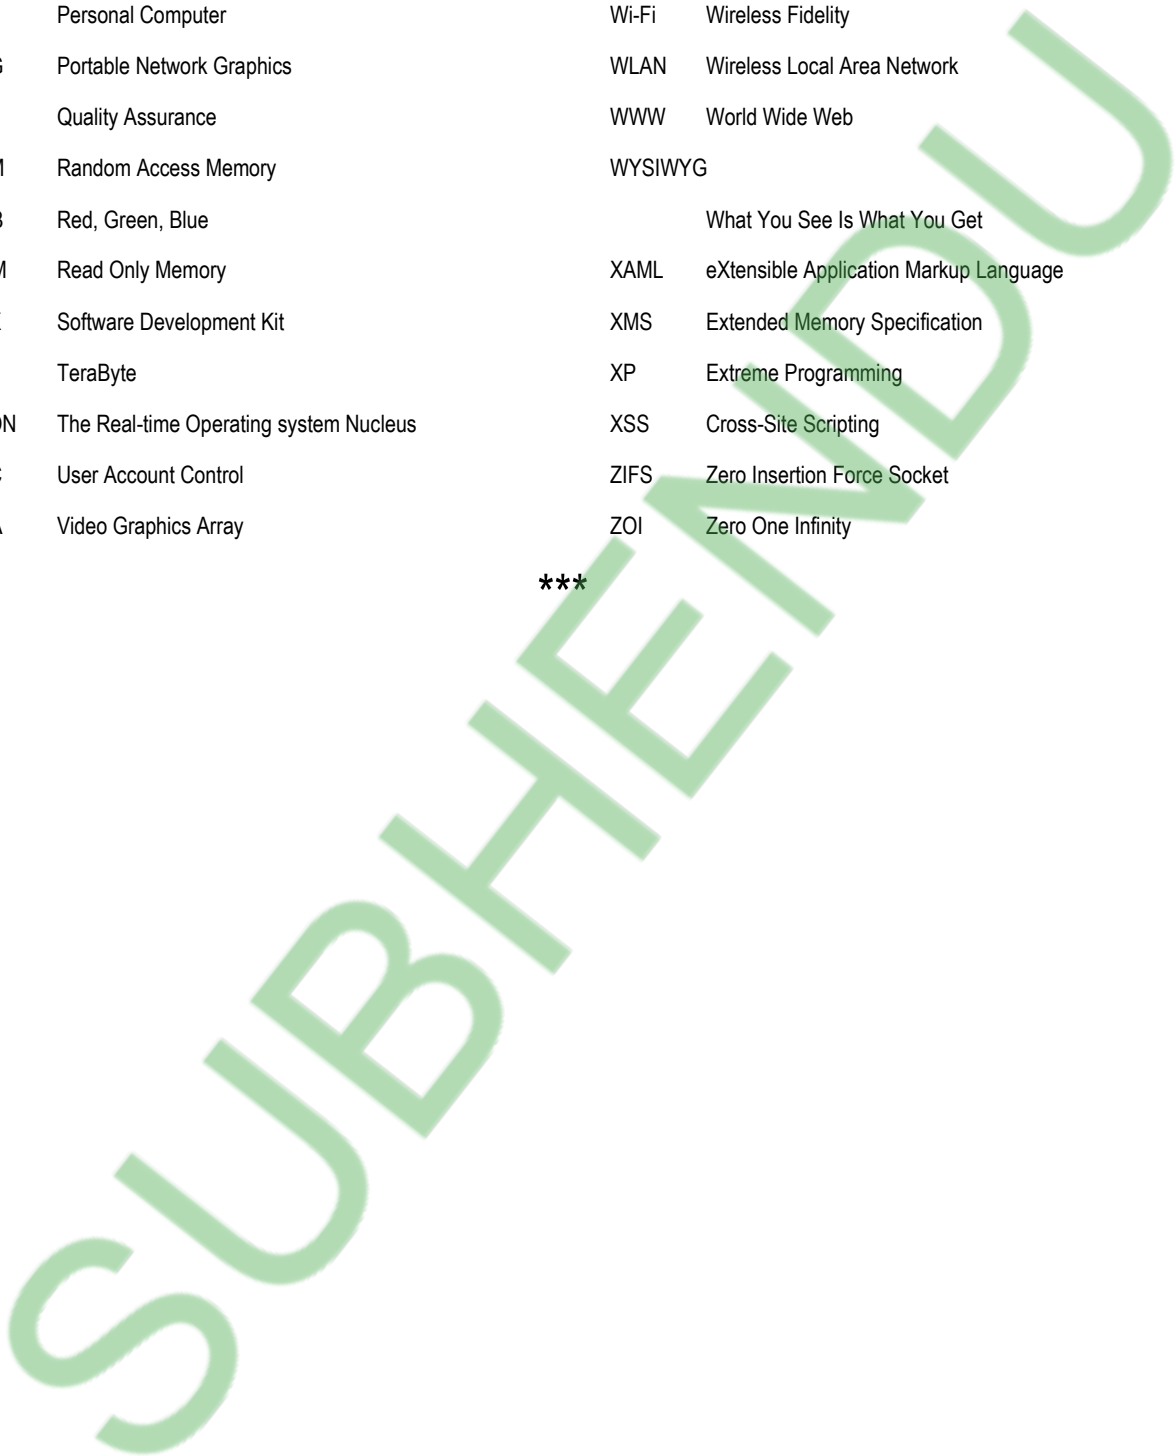 Personal Computer
G Portable Network Graphics
Quality Assurance
M Random Access Memory
B Red, Green, Blue
M Read Only Memory
Software Development Kit
TeraByte
ON The Real-time Operating system Nucleus
C User Account Control
A Video Graphics Array
Wi-Fi Wireless Fidelity
WLAN Wireless Local Area Network
WWW World Wide Web
WYSIWYG
What You See Is What You Get
XAML eXtensible Application Markup Language
XMS Extended Memory Specification
XP Extreme Programming
XSS Cross-Site Scripting
ZIFS Zero Insertion Force Socket
ZOI Zero One Infinity
***
SUBHENDU